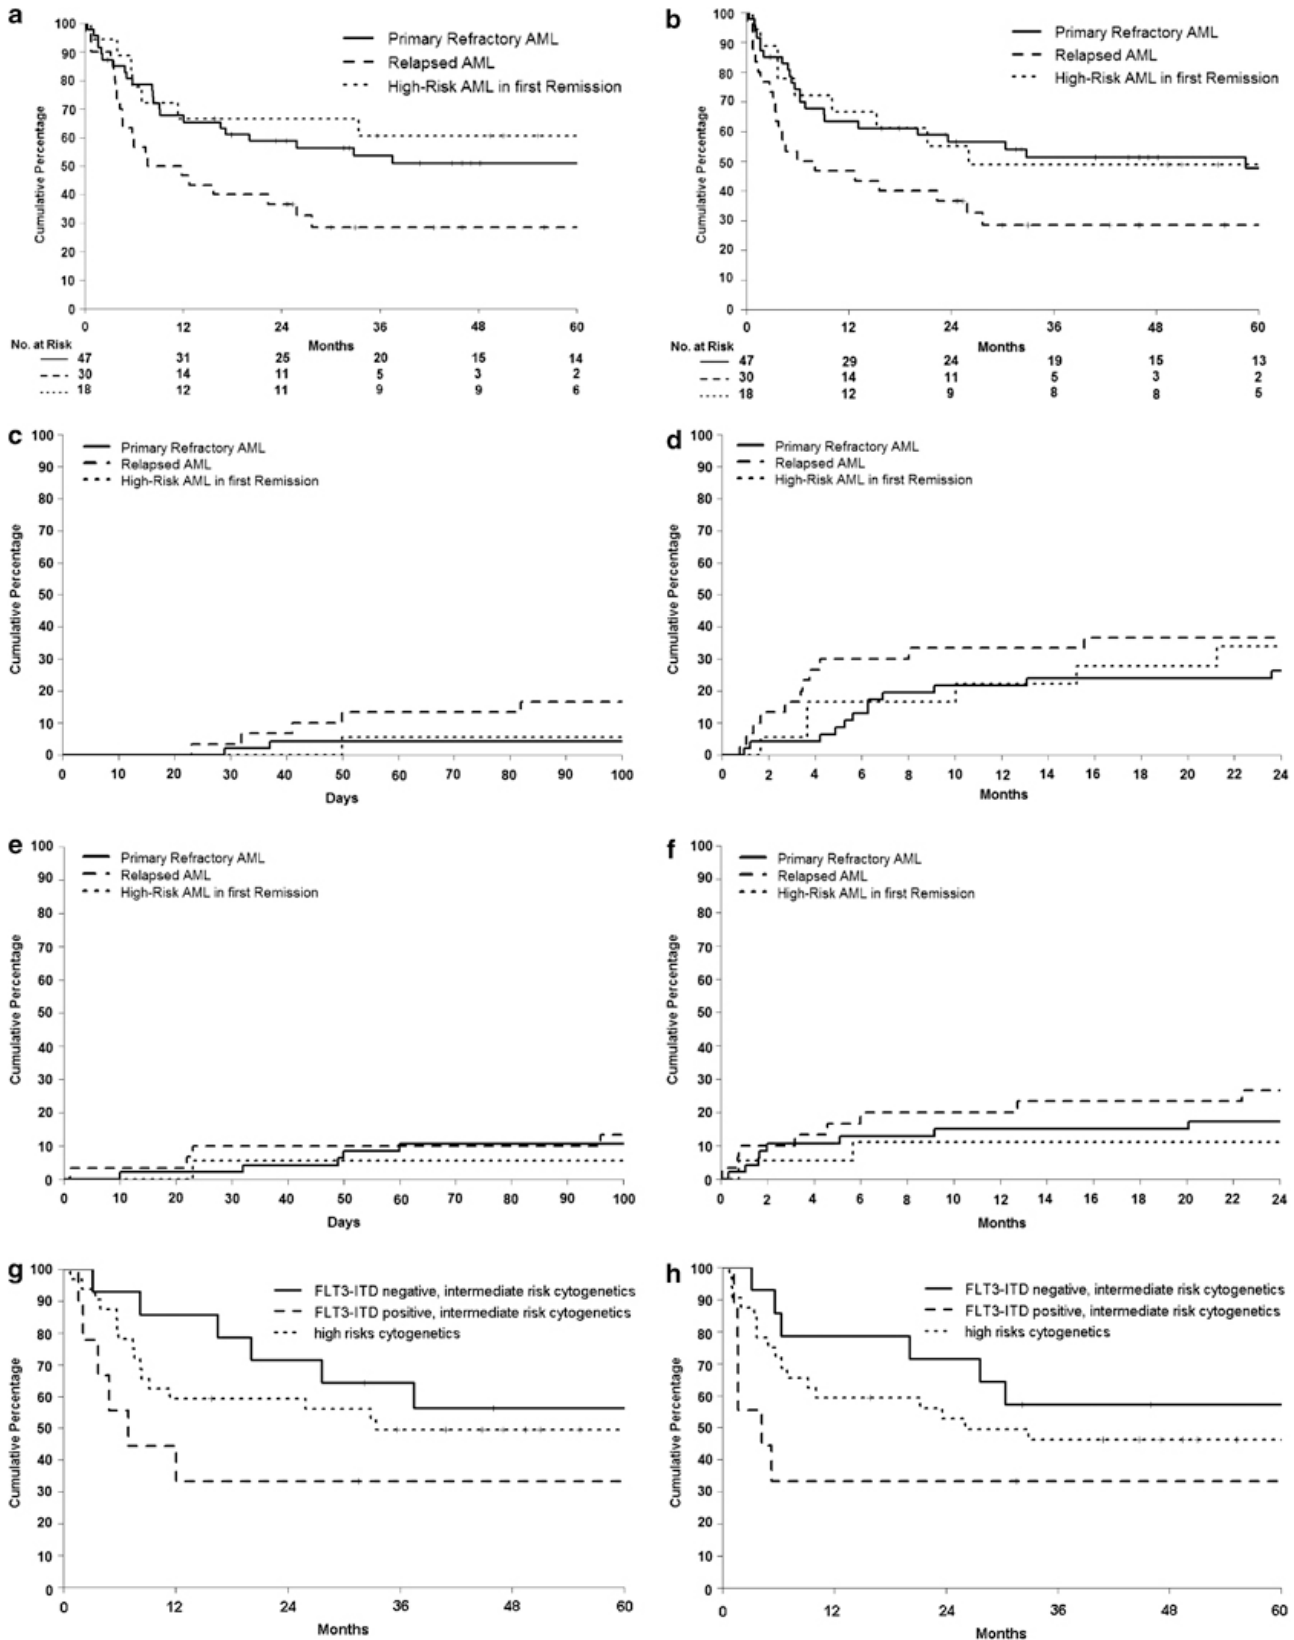 a
100
90
80
70
60
50
40
30
20
10
0
Cumulative Percentage
Primary Refractory AML
Relapsed AML
High-Risk AML in first Remission
0 12 24 36 48 60
Months
No. at Risk
47 31 25 20 15 14
30 14 11 5 3 2
18 12 11 9 9 6
b
100
90
80
70
60
50
40
30
20
10
0
Cumulative Percentage
Primary Refractory AML
Relapsed AML
High-Risk AML in first Remission
0 12 24 36 48 60
Months
No. at Risk
47 29 24 19 15 13
30 14 11 5 3 2
18 12 9 8 8 5
c
100
90
80
70
60
50
40
30
20
10
0
Cumulative Percentage
Primary Refractory AML
Relapsed AML
High-Risk AML in first Remission
0 10 20 30 40 50 60 70 80 90 100
Days
d
100
90
80
70
60
50
40
30
20
10
0
Cumulative Percentage
Primary Refractory AML
Relapsed AML
High-Risk AML in first Remission
0 2 4 6 8 10 12 14 16 18 20 22 24
Months
e
100
90
80
70
60
50
40
30
20
10
0
Cumulative Percentage
Primary Refractory AML
Relapsed AML
High-Risk AML in first Remission
0 10 20 30 40 50 60 70 80 90 100
Days
f
100
90
80
70
60
50
40
30
20
10
0
Cumulative Percentage
Primary Refractory AML
Relapsed AML
High-Risk AML in first Remission
0 2 4 6 8 10 12 14 16 18 20 22 24
Months
g
100
90
80
70
60
50
40
30
20
10
0
Cumulative Percentage
FLT3-ITD negative, intermediate risk cytogenetics
FLT3-ITD positive, intermediate risk cytogenetics
high risks cytogenetics
0 12 24 36 48 60
Months
h
100
90
80
70
60
50
40
30
20
10
0
Cumulative Percentage
FLT3-ITD negative, intermediate risk cytogenetics
FLT3-ITD positive, intermediate risk cytogenetics
high risks cytogenetics
0 12 24 36 48 60
Months